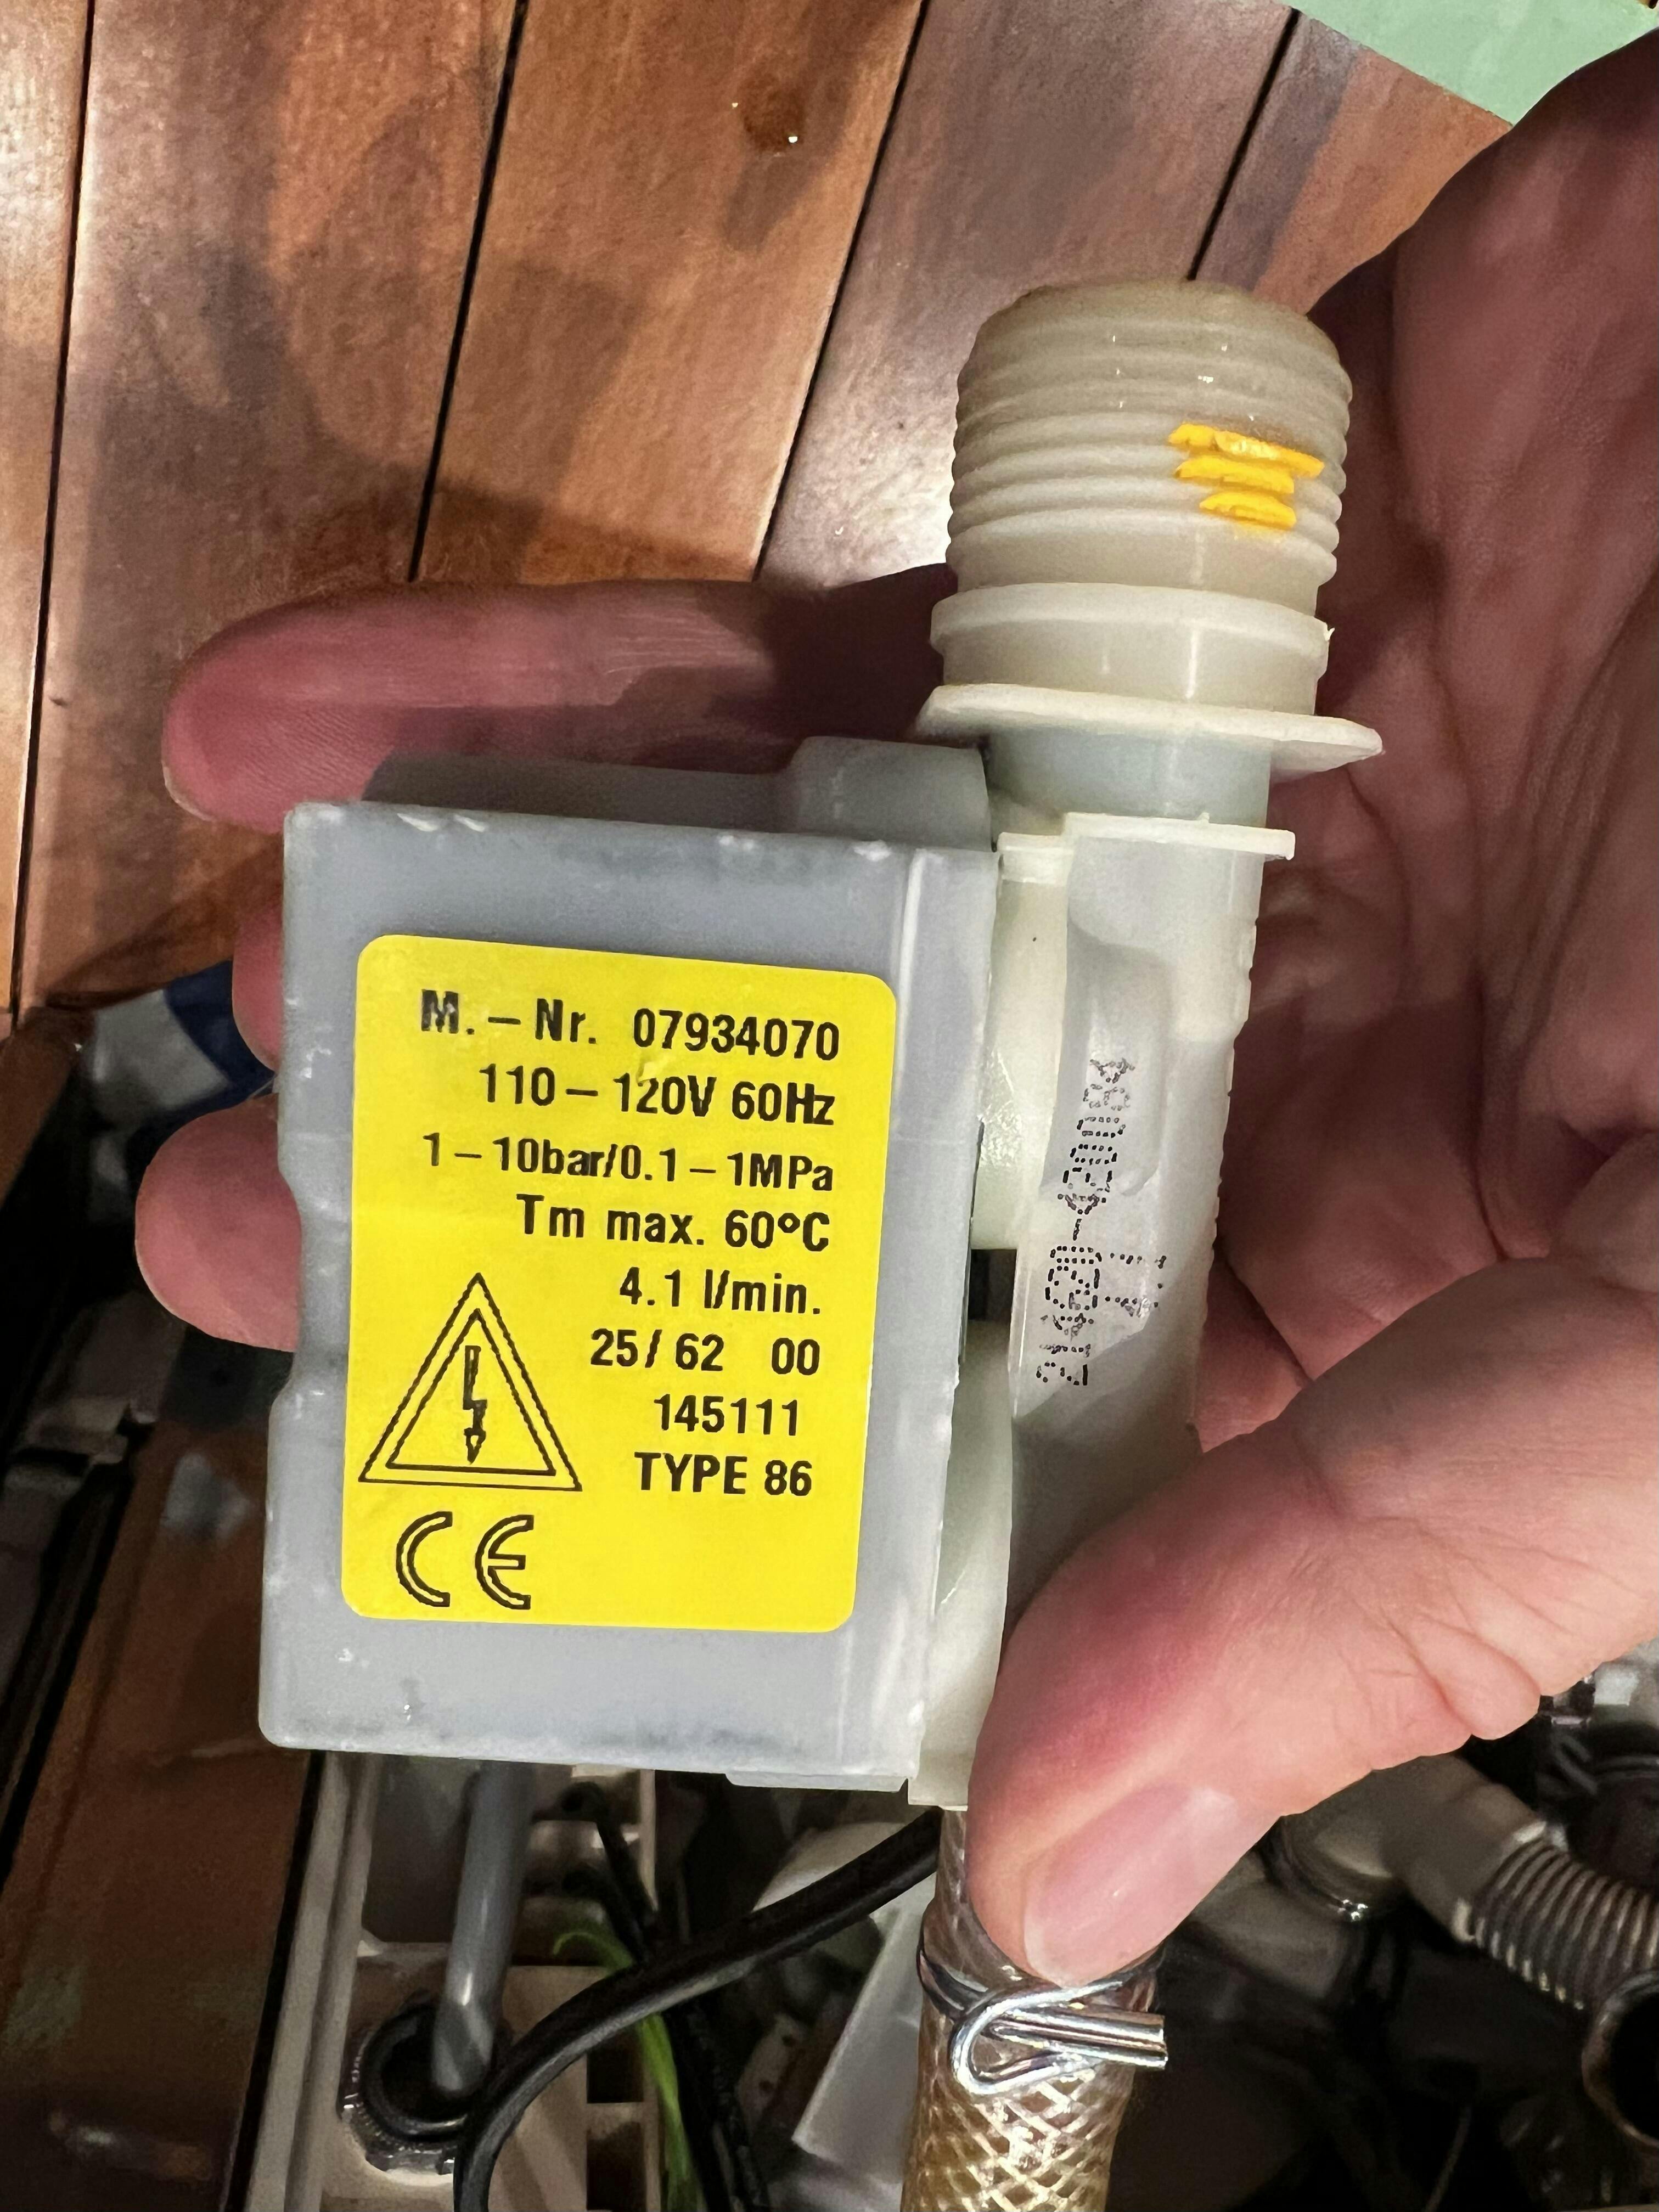 M.–Nr. 07934070
110–120V 60Hz
1–10bar/0.1–1MPa
Tm max. 60°C
4.1 l/min.
25/62 00
145111
TYPE 86
CE